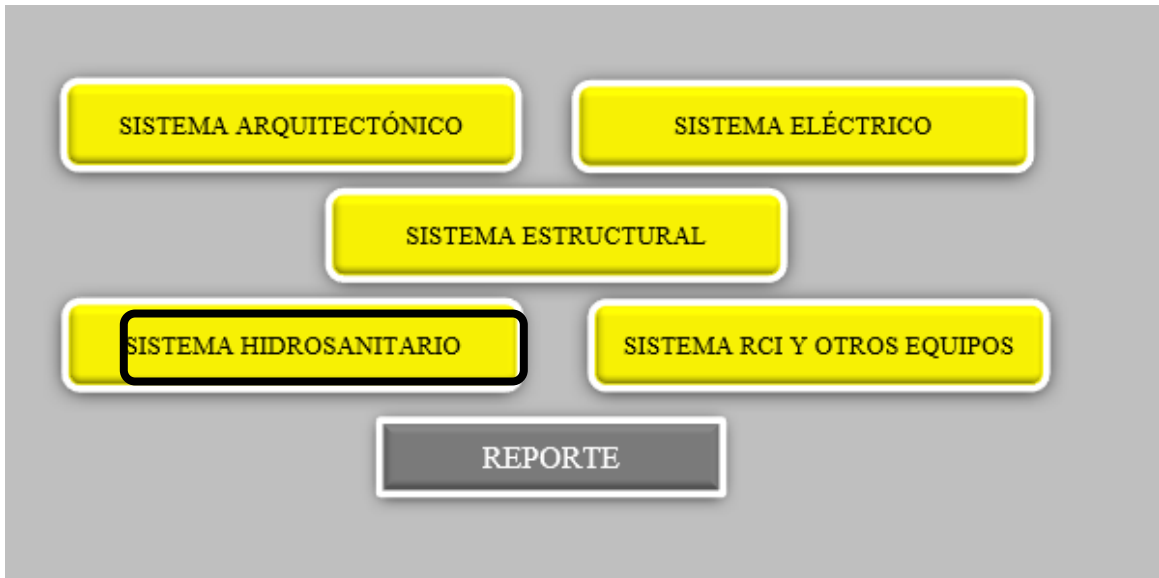 SISTEMA ARQUITECTÓNICO
SISTEMA ELÉCTRICO
SISTEMA ESTRUCTURAL
SISTEMA HIDROSANITARIO
SISTEMA RCI Y OTROS EQUIPOS
REPORTE